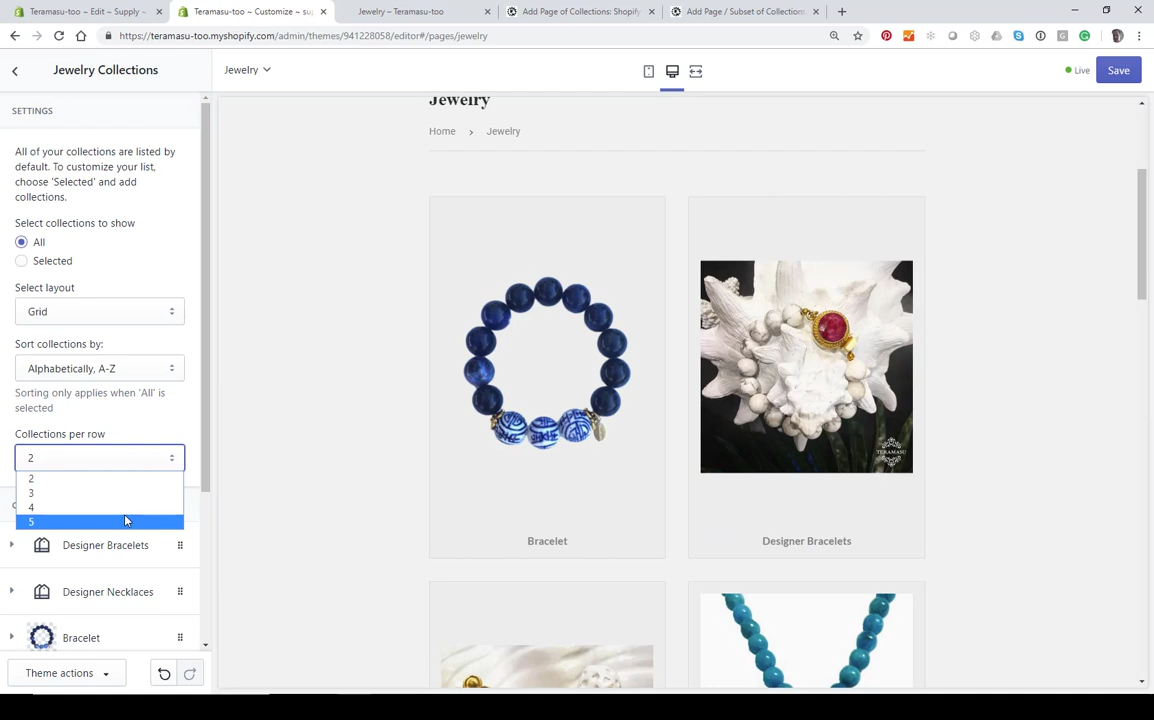 Teramasu-too ~ Edit ~ Supply ~
Teramasu-too ~ Customize ~ su
Jewelry ~ Teramasu-too
Add Page of Collections: Shopify
Add Page / Subset of Collections
https://teramasu-too.myshopify.com/admin/themes/941228058/editor#/pages/jewelry
Jewelry Collections
Jewelry
Live
Save
SETTINGS
All of your collections are listed by
default. To customize your list,
choose 'Selected' and add
collections.
Select collections to show
All
Selected
Select layout
Grid
Sort collections by:
Alphabetically, A-Z
Sorting only applies when 'All' is
selected
Collections per row
2
2
3
4
5
Designer Bracelets
Designer Necklaces
Bracelet
Theme actions
Jewelry
Home > Jewelry
TERAMASU
Bracelet
Designer Bracelets